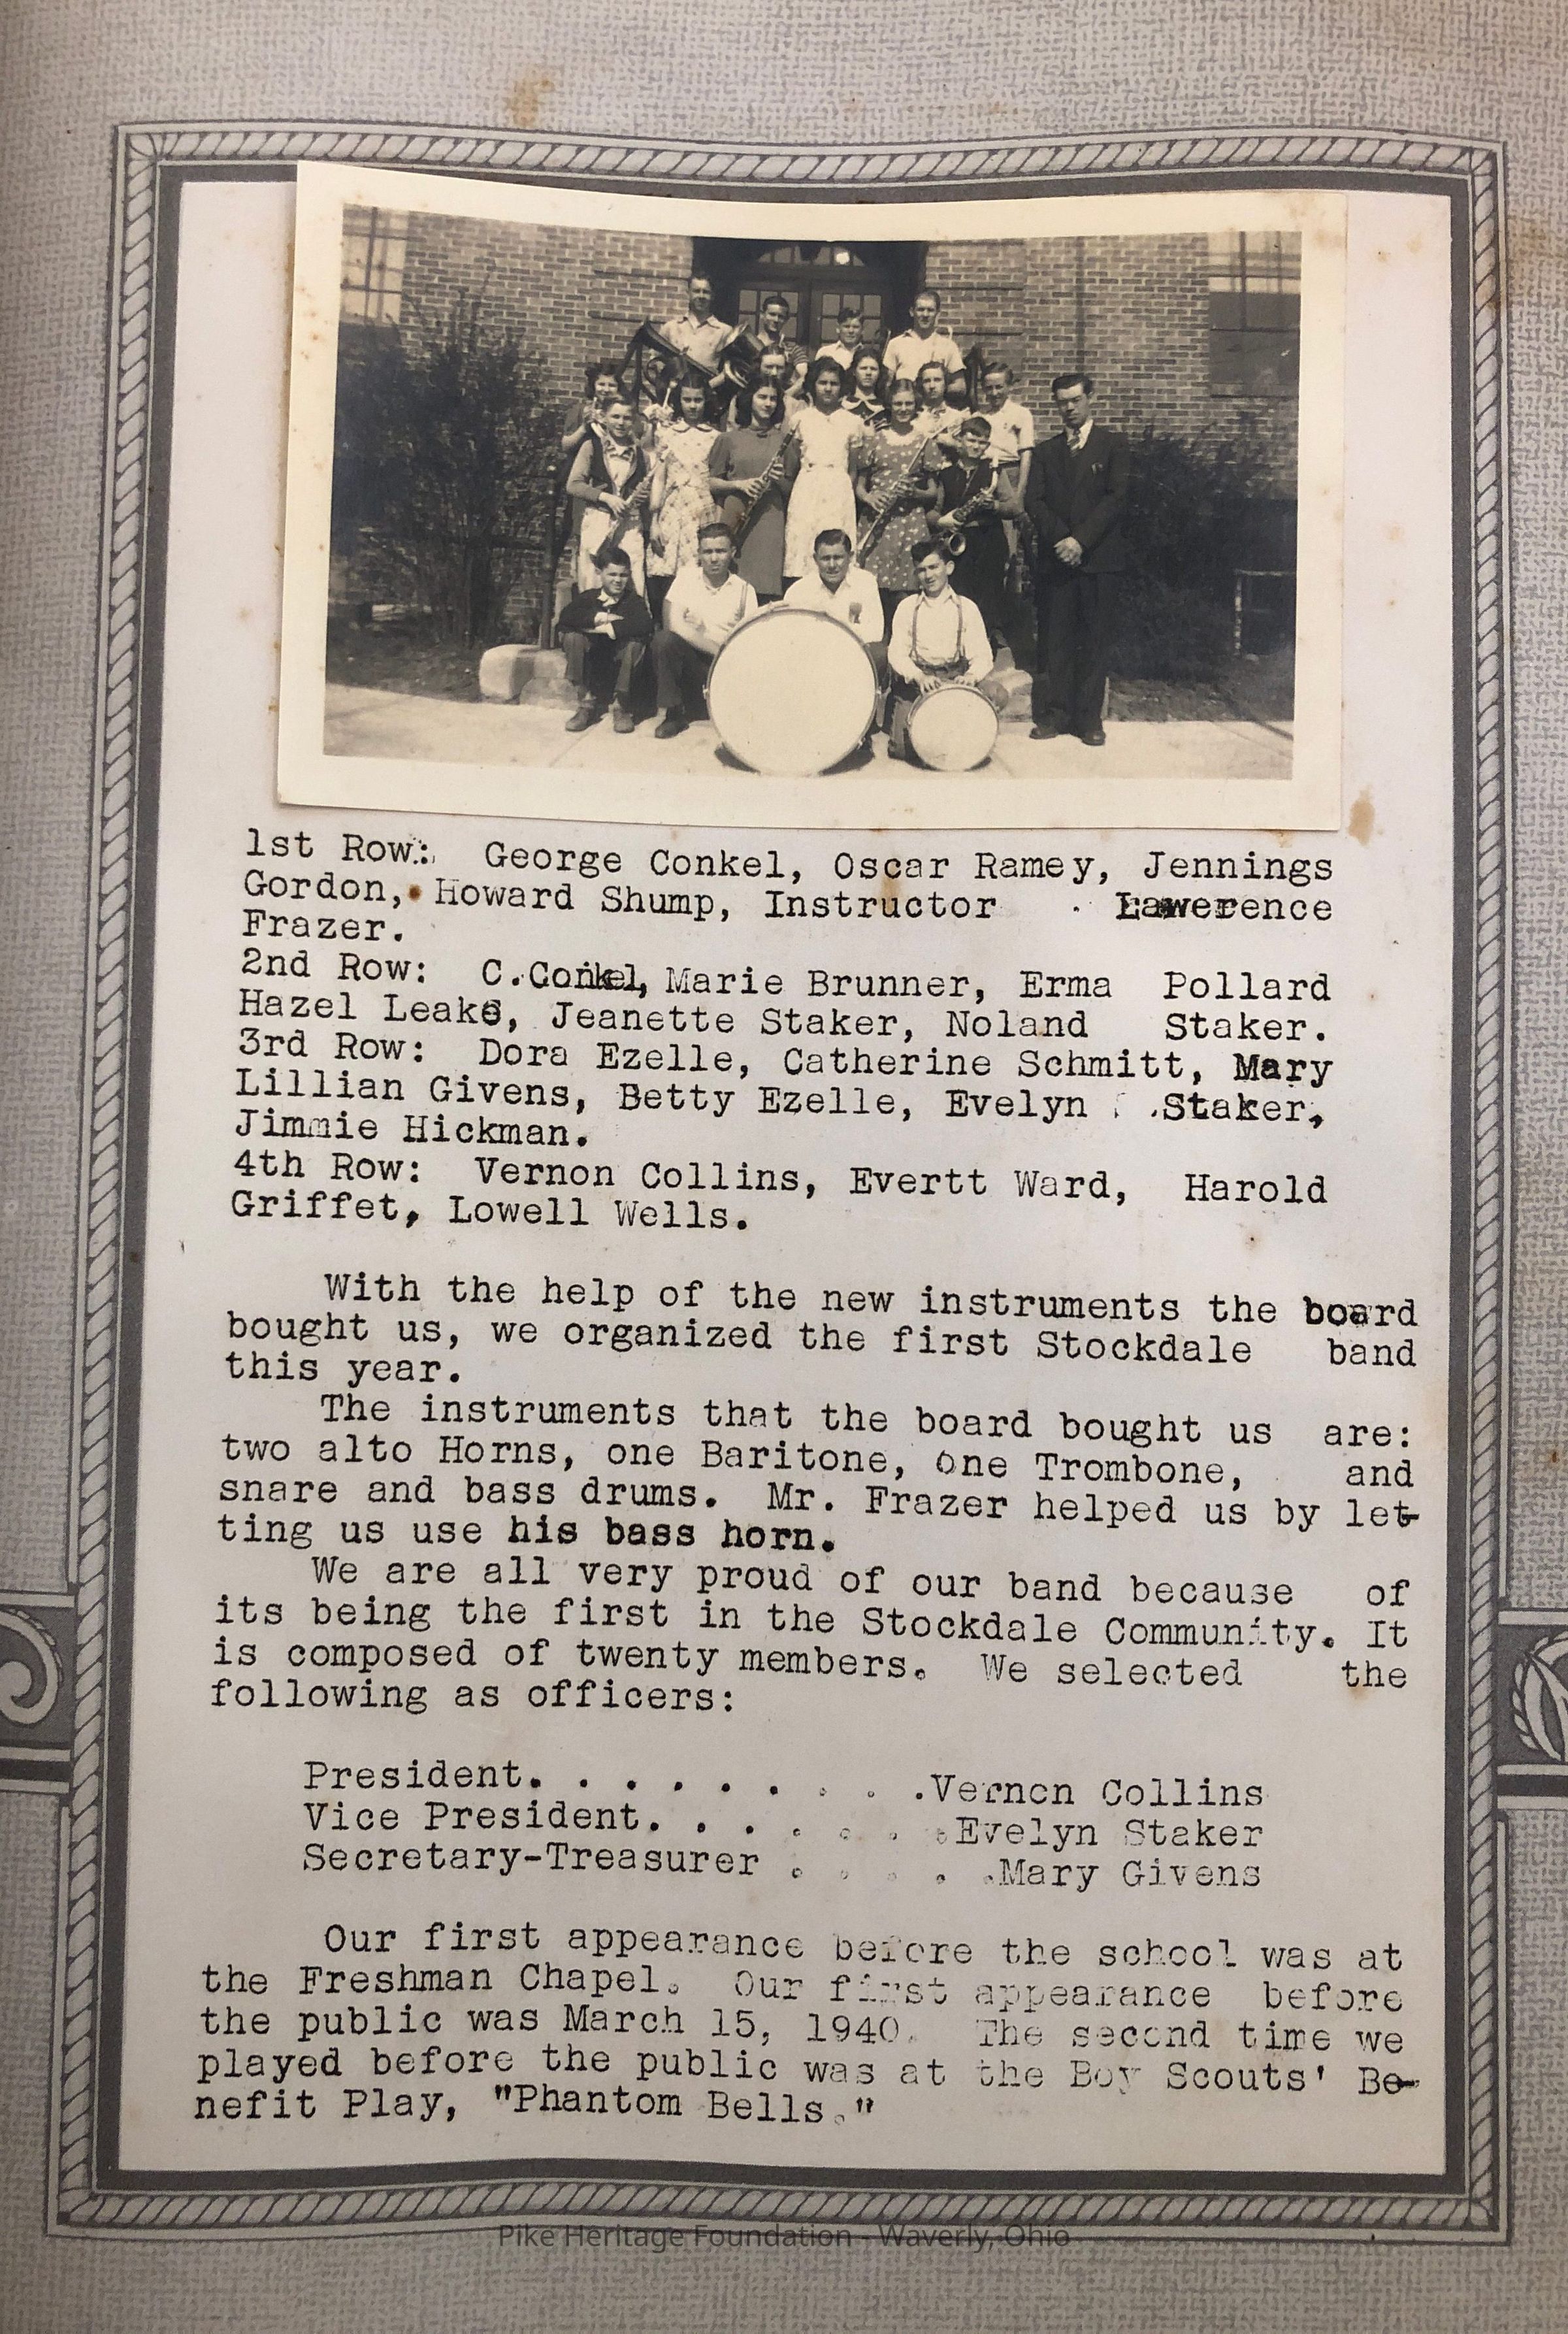 1st Row: George Conkel, Oscar Ramey, Jennings
Gordon, Howard Shump, Instructor Lawerence
Frazer.
2nd Row: C.Conkel, Marie Brunner, Erma Pollard
Hazel Leake, Jeanette Staker, Noland Staker.
3rd Row: Dora Ezelle, Catherine Schmitt, Mary
Lillian Givens, Betty Ezelle, Evelyn Staker,
Jimmie Hickman.
4th Row: Vernon Collins, Evertt Ward, Harold
Griffet, Lowell Wells.
With the help of the new instruments the board
bought us, we organized the first Stockdale band
this year.
The instruments that the board bought us are:
two alto Horns, one Baritone, One Trombone, and
snare and bass drums. Mr. Frazer helped us by let-
ting us use his bass horn.
We are all very proud of our band because of
its being the first in the Stockdale Community. It
is composed of twenty members. We selected the
following as officers:
President. . . . . . . . .Vernon Collins
Vice President. . . . . . .Evelyn Staker
Secretary-Treasurer . . . . .Mary Givens
Our first appearance before the school was at
the Freshman Chapel. Our first appearance before
the public was March 15, 1940. The second time we
played before the public was at the Boy Scouts' Be-
nefit Play, "Phantom Bells."
Pike Heritage Foundation - Waverly, Ohio